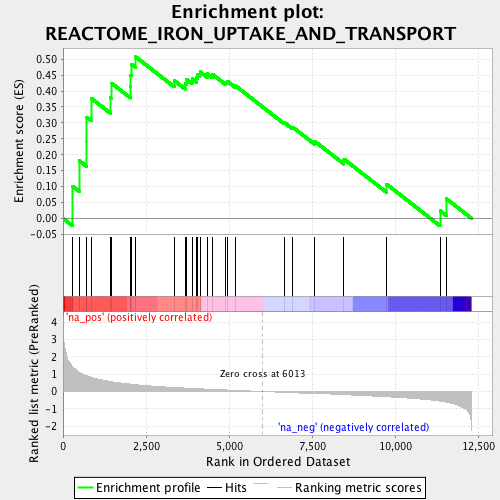 Enrichment plot:
REACTOME_IRON_UPTAKE_AND_TRANSPORT
Enrichment score (ES)
0.50
0.45
0.40
0.35
0.30
0.25
0.20
0.15
0.10
0.05
0.00
-0.05
'na_pos' (positively correlated)
Ranked list metric (PreRanked)
4
3
2
1
0
-1
-2
Zero cross at 6013
'na_neg' (negatively correlated)
0
2,500
5,000
7,500
10,000
12,500
Rank in Ordered Dataset
Enrichment profile
Hits
Ranking metric scores